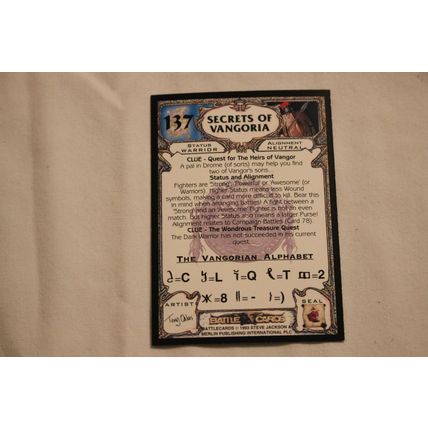 137
SECRETS OF
VANGORIA
STATUS
WARRIOR
ALIGNMENT
NEUTRAL
CLUE - Quest for The Heirs of Vangor
A pal in Drome (of sorts) may help you find
two of Vangor's sons...
Status and Alignment
Fighters are 'Strong', 'Powerful' or 'Awesome' (or
Warriors). Higher Status means less Wound
symbols, making a card more difficult to kill. Bear this
in mind when arranging Battles! A fight between a
'Strong' and an 'Awesome' Fighter is not an even
match. But higher Status also means a larger Purse!
Alignment relates to Campaign Battles (Card 78).
CLUE - The Wondrous Treasure Quest
The Dark Warrior has not succeeded in his current
quest.
THE VANGORIAN ALPHABET
=C =L =Q =T =2
=8 =- =)
ARTIST
SEAL
BATTLE CARDS
BATTLECARDS © 1993 STEVE JACKSON &
MERLIN PUBLISHING INTERNATIONAL PLC